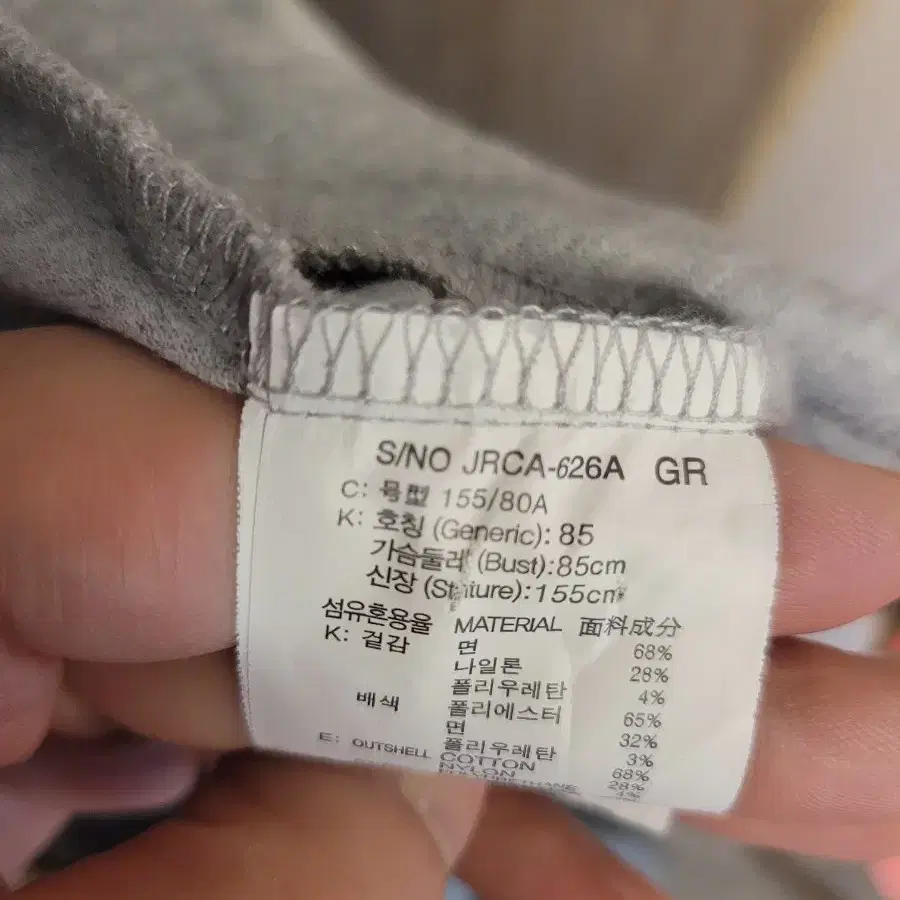 S/NO JRCA-626A GR
C: 号型 155/80A
K: 호칭 (Generic): 85
가슴둘레 (Bust):85cm
신장 (Stature):155cm
섬유혼용율 MATERIAL 面料成分
K: 겉감 면 68%
나일론 28%
폴리우레탄 4%
배색 폴리에스터 65%
면 32%
폴리우레탄 3%
E: OUTSHELL COTTON 68%
NYLON 28%
4%